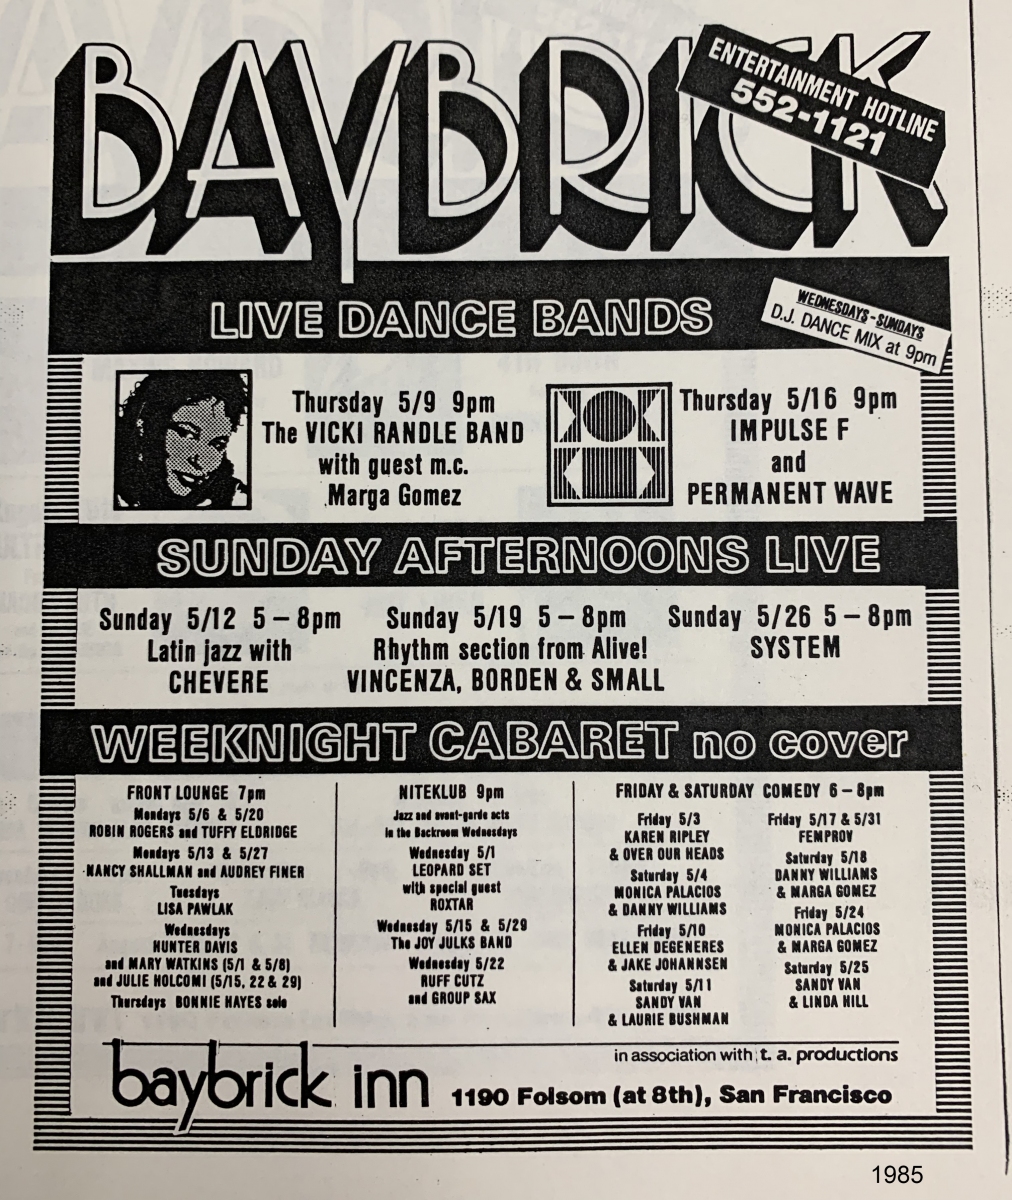 BAYBRICK
ENTERTAINMENT HOTLINE
552-1121
LIVE DANCE BANDS
WEDNESDAYS-SUNDAYS
D.J. DANCE MIX at 9pm
Thursday 5/9 9pm
The VICKI RANDLE BAND
with guest m.c.
Marga Gomez
Thursday 5/16 9pm
IMPULSE F
and
PERMANENT WAVE
SUNDAY AFTERNOONS LIVE
Sunday 5/12 5 – 8pm
Latin jazz with
CHEVERE
Sunday 5/19 5 – 8pm
Rhythm section from Alive!
VINCENZA, BORDEN & SMALL
Sunday 5/26 5 – 8pm
SYSTEM
WEEKNIGHT CABARET no cover
FRONT LOUNGE 7pm
Mondays 5/6 & 5/20
ROBIN ROGERS and TUFFY ELDRIDGE
Mondays 5/13 & 5/27
NANCY SHALLMAN and AUDREY FINER
Tuesdays
LISA PAWLAK
Wednesdays
HUNTER DAVIS
and MARY WATKINS (5/1 & 5/8)
and JULIE HOLCOMI (5/15, 22 & 29)
Thursdays BONNIE HAYES solo
NITEKLUB 9pm
Jazz and avant-garde acts
in the Backroom Wednesdays
Wednesday 5/1
LEOPARD SET
with special guest
ROXTAR
Wednesday 5/15 & 5/29
The JOY JULKS BAND
Wednesday 5/22
RUFF CUTZ
and GROUP SAX
FRIDAY & SATURDAY COMEDY 6 – 8pm
Friday 5/3
KAREN RIPLEY
& OVER OUR HEADS
Saturday 5/4
MONICA PALACIOS
& DANNY WILLIAMS
Friday 5/10
ELLEN DEGENERES
& JAKE JOHANNSEN
Saturday 5/11
SANDY VAN
& LAURIE BUSHMAN
Friday 5/17 & 5/31
FEMPROV
Saturday 5/18
DANNY WILLIAMS
& MARGA GOMEZ
Friday 5/24
MONICA PALACIOS
& MARGA GOMEZ
Saturday 5/25
SANDY VAN
& LINDA HILL
in association with t. a. productions
baybrick inn 1190 Folsom (at 8th), San Francisco
1985